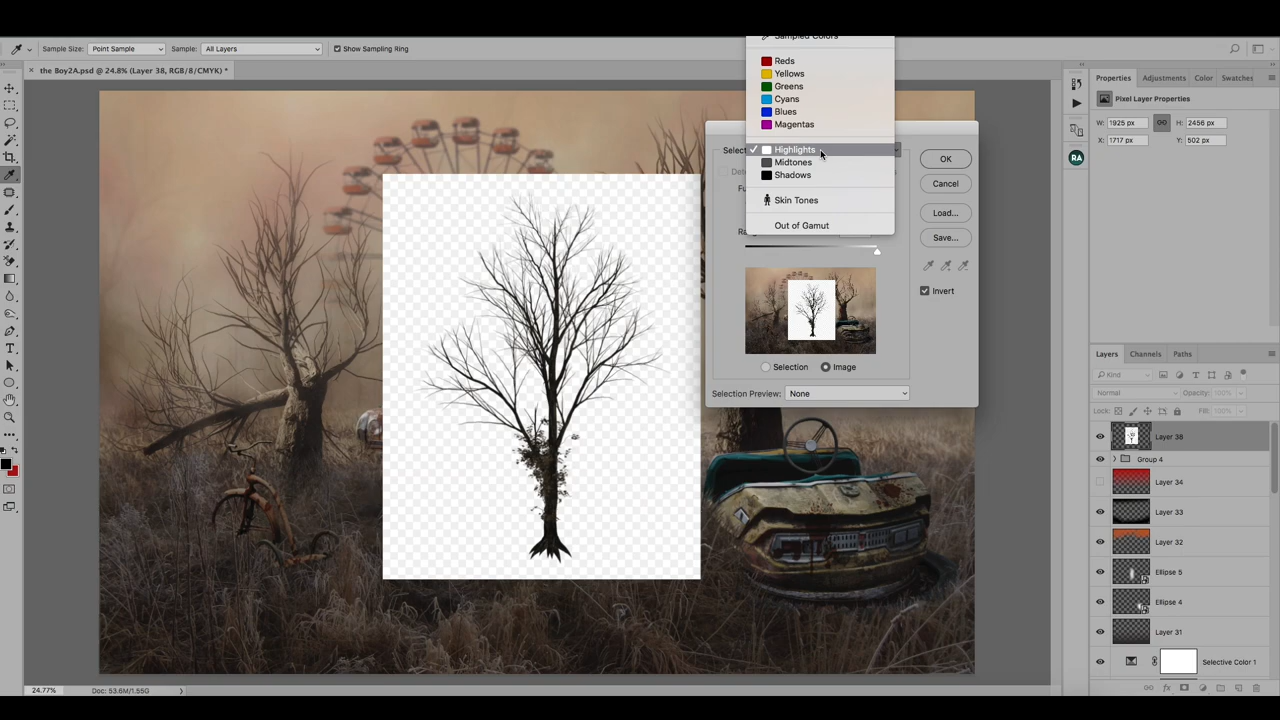 Sample Size: Point Sample Sample: All Layers Show Sampling Ring
Sampled Colors
the Boy2A.psd @ 24.8% (Layer 38, RGB/8/CMYK) *
Reds
Yellows
Greens
Cyans
Blues
Magentas
Highlights
Midtones
Shadows
Skin Tones
Out of Gamut
Select
OK
Cancel
Load...
Save...
Invert
Selection Image
Selection Preview: None
Properties Adjustments Color Swatches
Pixel Layer Properties
W: 1925 px H: 2456 px
X: 1717 px Y: 502 px
RA
Layers Channels Paths
Kind
Normal Opacity: 100%
Lock: Fill: 100%
Layer 38
Group 4
Layer 34
Layer 33
Layer 32
Ellipse 5
Ellipse 4
Layer 31
Selective Color 1
24.77% Doc: 53.6M/1.55G